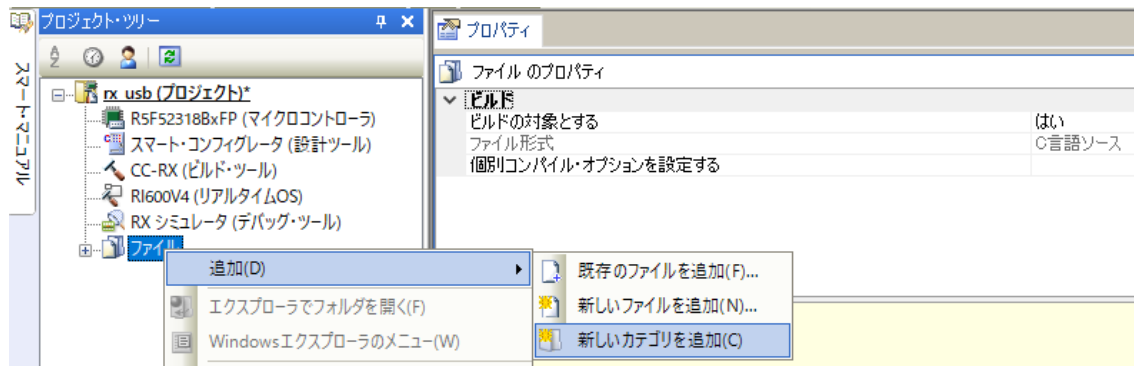 プロジェクト・ツリー
プロパティ
スマート・マニュアル
ファイル のプロパティ
rx_usb (プロジェクト)*
R5F52318BxFP (マイクロコントローラ)
スマート・コンフィグレータ (設計ツール)
CC-RX (ビルド・ツール)
RI600V4 (リアルタイムOS)
RX シミュレータ (デバッグ・ツール)
ファイル
ビルド
ビルドの対象とする はい
ファイル形式 C言語ソース
個別コンパイル・オプションを設定する
追加(D)
エクスプローラでフォルダを開く(F)
Windowsエクスプローラのメニュー(W)
既存のファイルを追加(F)...
新しいファイルを追加(N)...
新しいカテゴリを追加(C)